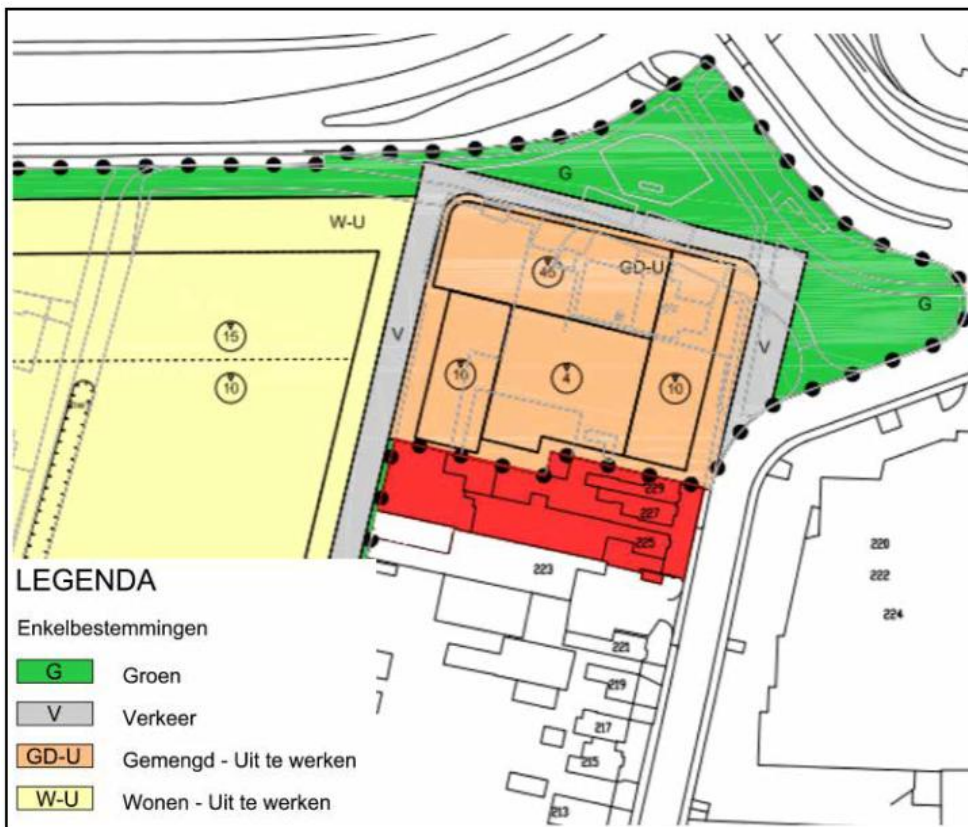 G
W-U
45
GD-U
G
15
V
V
10
10
4
10
229
227
225
223
220
222
224
221
219
217
215
213
LEGENDA
Enkelbestemmingen
G Groen
V Verkeer
GD-U Gemengd - Uit te werken
W-U Wonen - Uit te werken